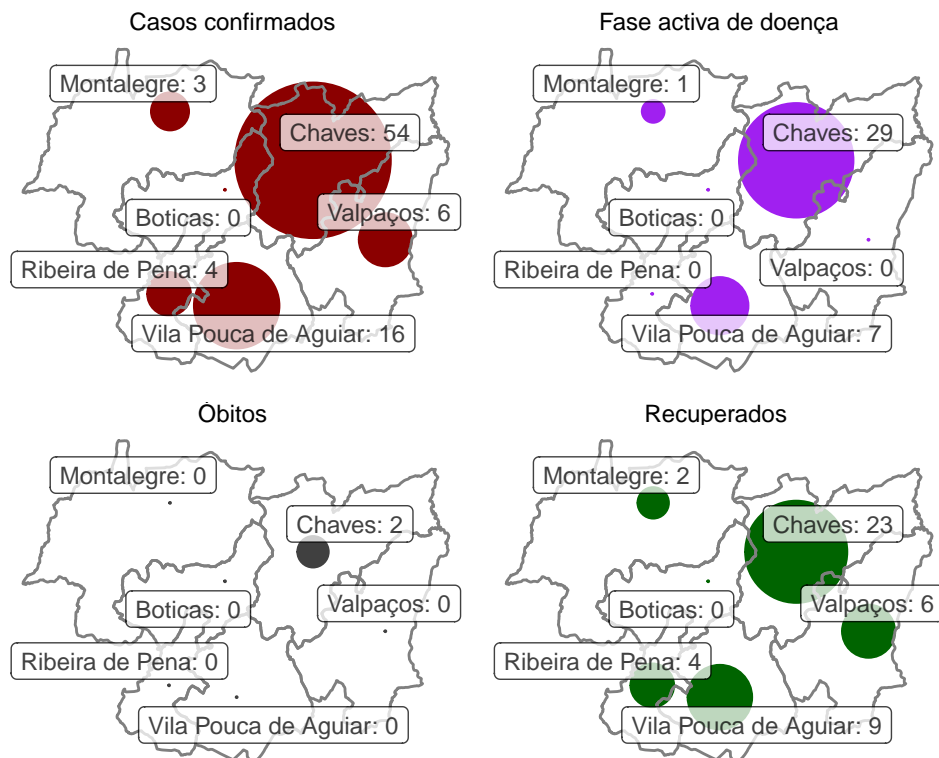 Casos confirmados
Montalegre: 3
Chaves: 54
Boticas: 0
Valpaços: 6
Ribeira de Pena: 4
Vila Pouca de Aguiar: 16
Fase activa de doença
Montalegre: 1
Chaves: 29
Boticas: 0
Ribeira de Pena: 0
Valpaços: 0
Vila Pouca de Aguiar: 7
Óbitos
Montalegre: 0
Chaves: 2
Boticas: 0
Valpaços: 0
Ribeira de Pena: 0
Vila Pouca de Aguiar: 0
Recuperados
Montalegre: 2
Chaves: 23
Boticas: 0
Valpaços: 6
Ribeira de Pena: 4
Vila Pouca de Aguiar: 9